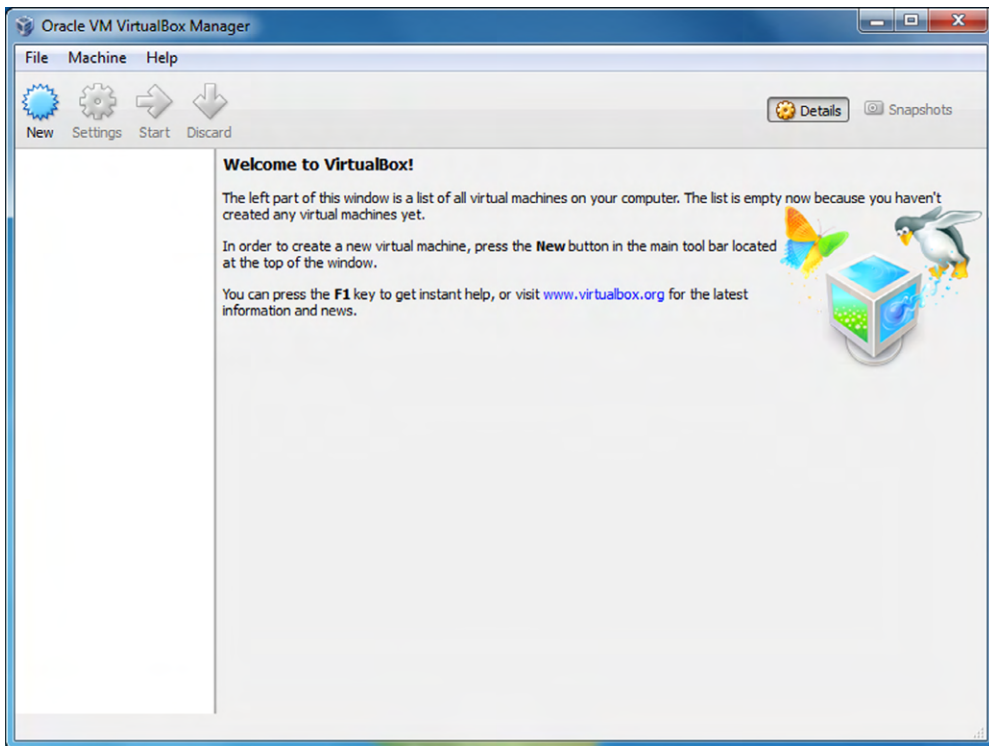 Oracle VM VirtualBox Manager
File Machine Help
New Settings Start Discard
Details Snapshots
Welcome to VirtualBox!
The left part of this window is a list of all virtual machines on your computer. The list is empty now because you haven't
created any virtual machines yet.
In order to create a new virtual machine, press the New button in the main tool bar located
at the top of the window.
You can press the F1 key to get instant help, or visit www.virtualbox.org for the latest
information and news.